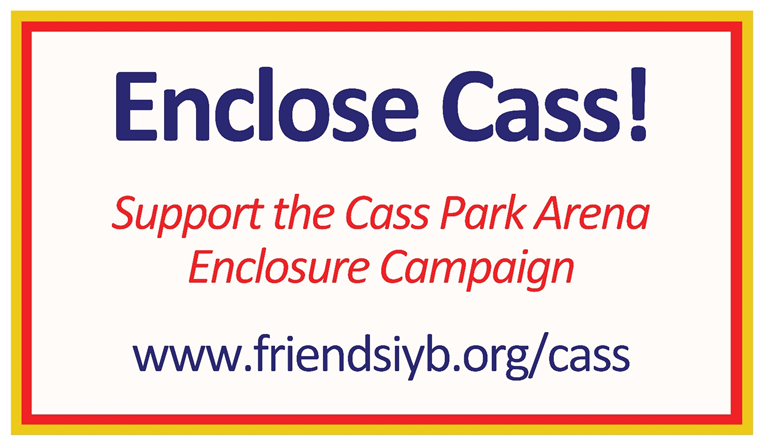 Enclose Cass!
Support the Cass Park Arena
Enclosure Campaign
www.friendsiyb.org/cass